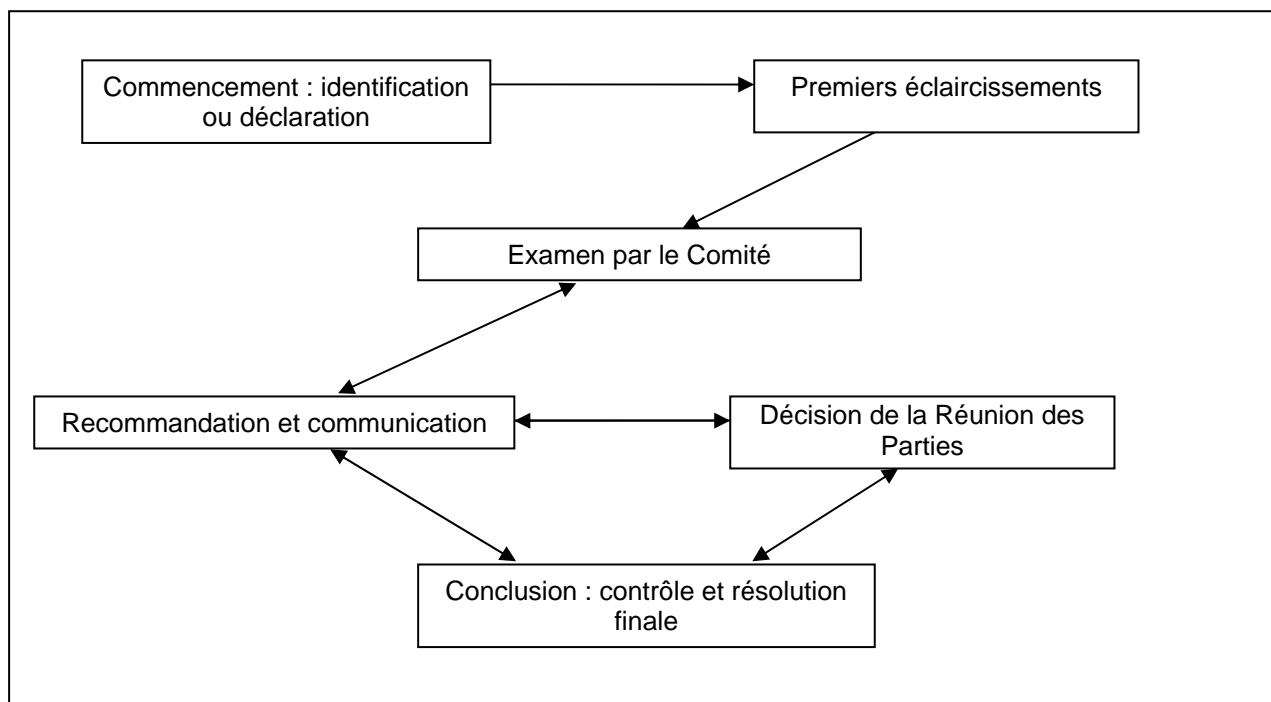 Commencement : identification
ou déclaration
Premiers éclaircissements
Examen par le Comité
Recommandation et communication
Décision de la Réunion des
Parties
Conclusion : contrôle et résolution
finale